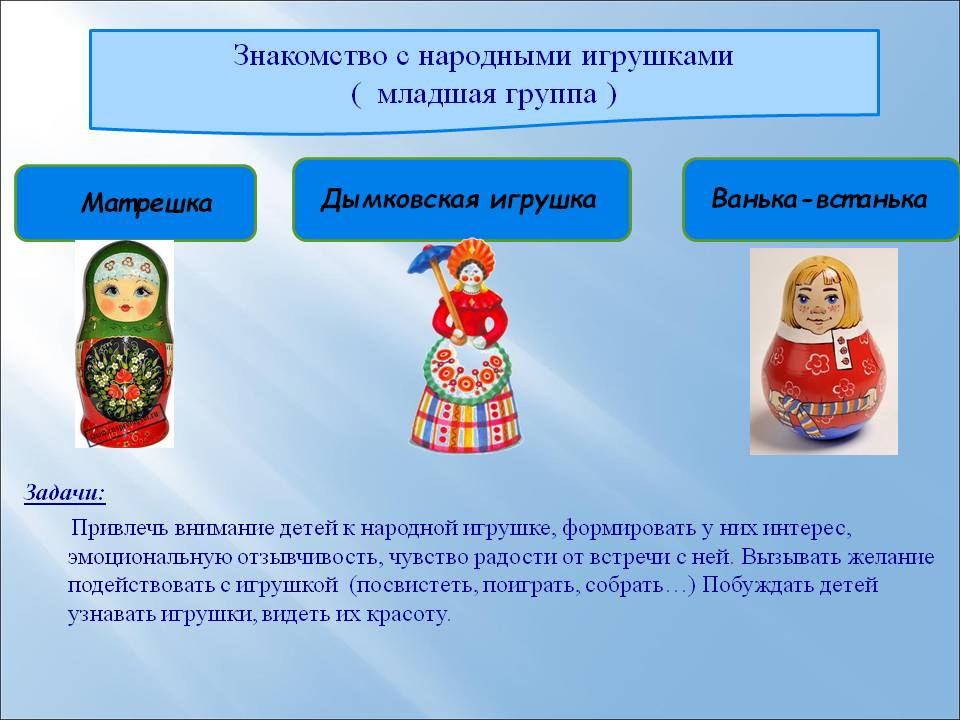 Знакомство с народными игрушками
( младшая группа )
Матрешка
Дымковская игрушка
Ванька-встанька
Задачи:
Привлечь внимание детей к народной игрушке, формировать у них интерес,
эмоциональную отзывчивость, чувство радости от встречи с ней. Вызывать желание
подействовать с игрушкой (посвистеть, поиграть, собрать…) Побуждать детей
узнавать игрушки, видеть их красоту.